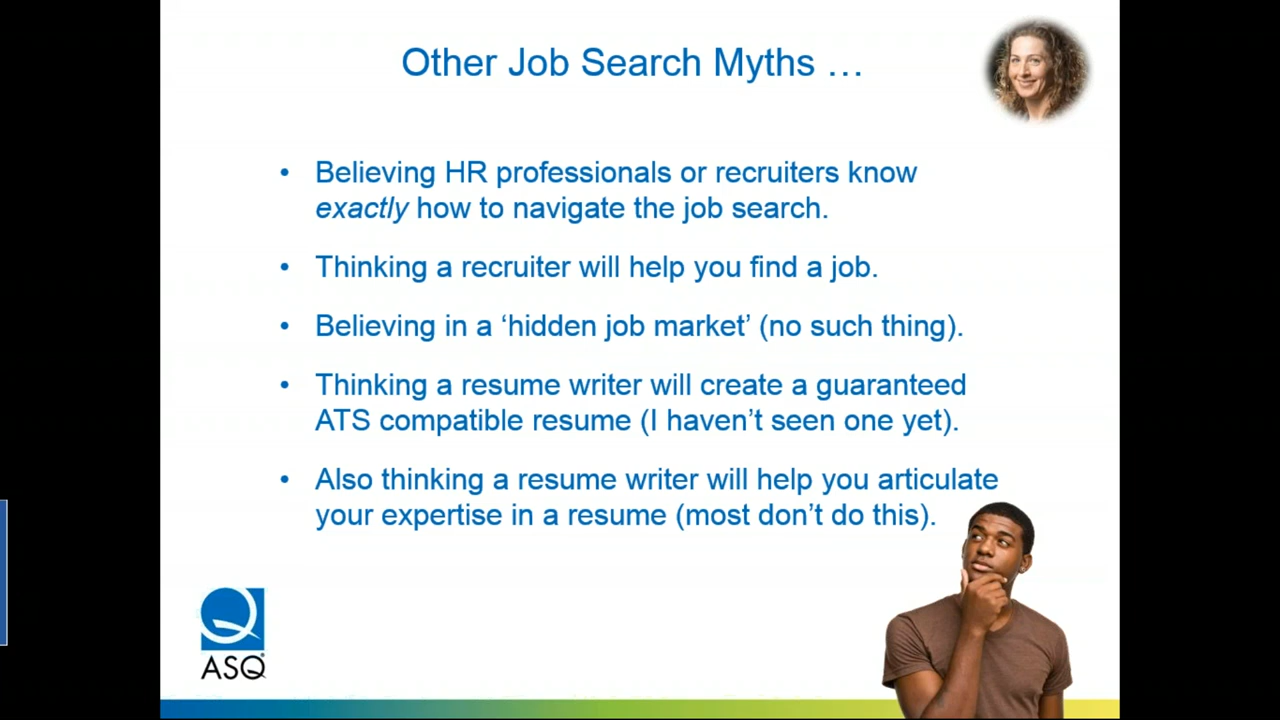 Other Job Search Myths …
• Believing HR professionals or recruiters know
exactly how to navigate the job search.
• Thinking a recruiter will help you find a job.
• Believing in a ‘hidden job market’ (no such thing).
• Thinking a resume writer will create a guaranteed
ATS compatible resume (I haven’t seen one yet).
• Also thinking a resume writer will help you articulate
your expertise in a resume (most don’t do this).
ASQ